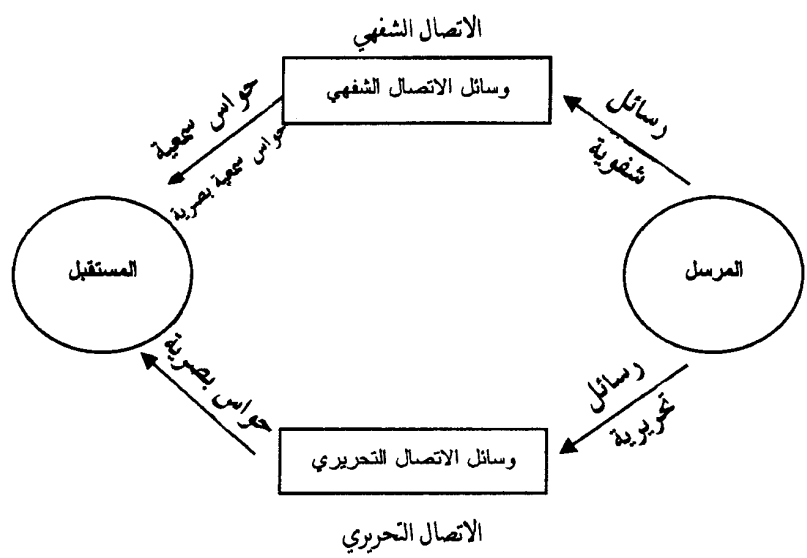 الاتصال الشفهي
وسائل الاتصال الشفهي
رسائل
شفوية
حواس سمعية
حواس سمعية بصرية
المرسل
المستقبل
رسائل
تحريرية
حواس بصرية
وسائل الاتصال التحريري
الاتصال التحريري